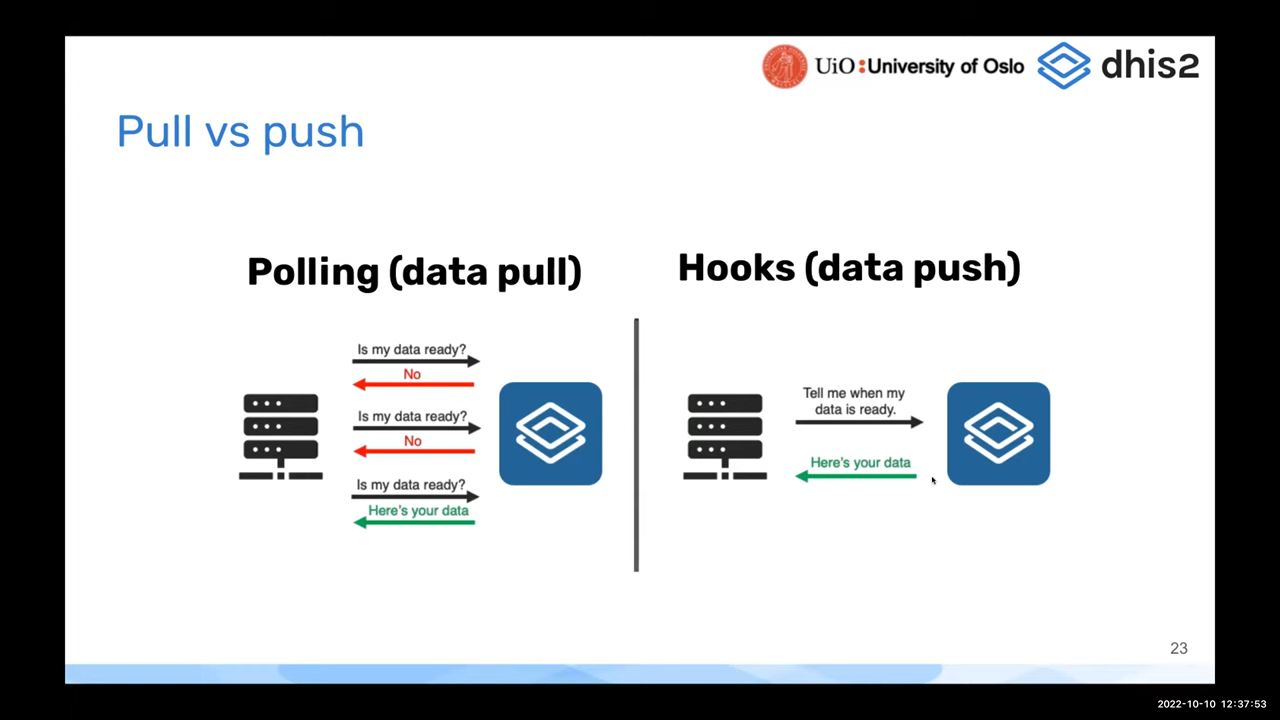 UiO:University of Oslo
dhis2
Pull vs push
Polling (data pull)
Is my data ready?
No
Is my data ready?
No
Is my data ready?
Here's your data
Hooks (data push)
Tell me when my
data is ready.
Here's your data
23
2022-10-10 12:37:53